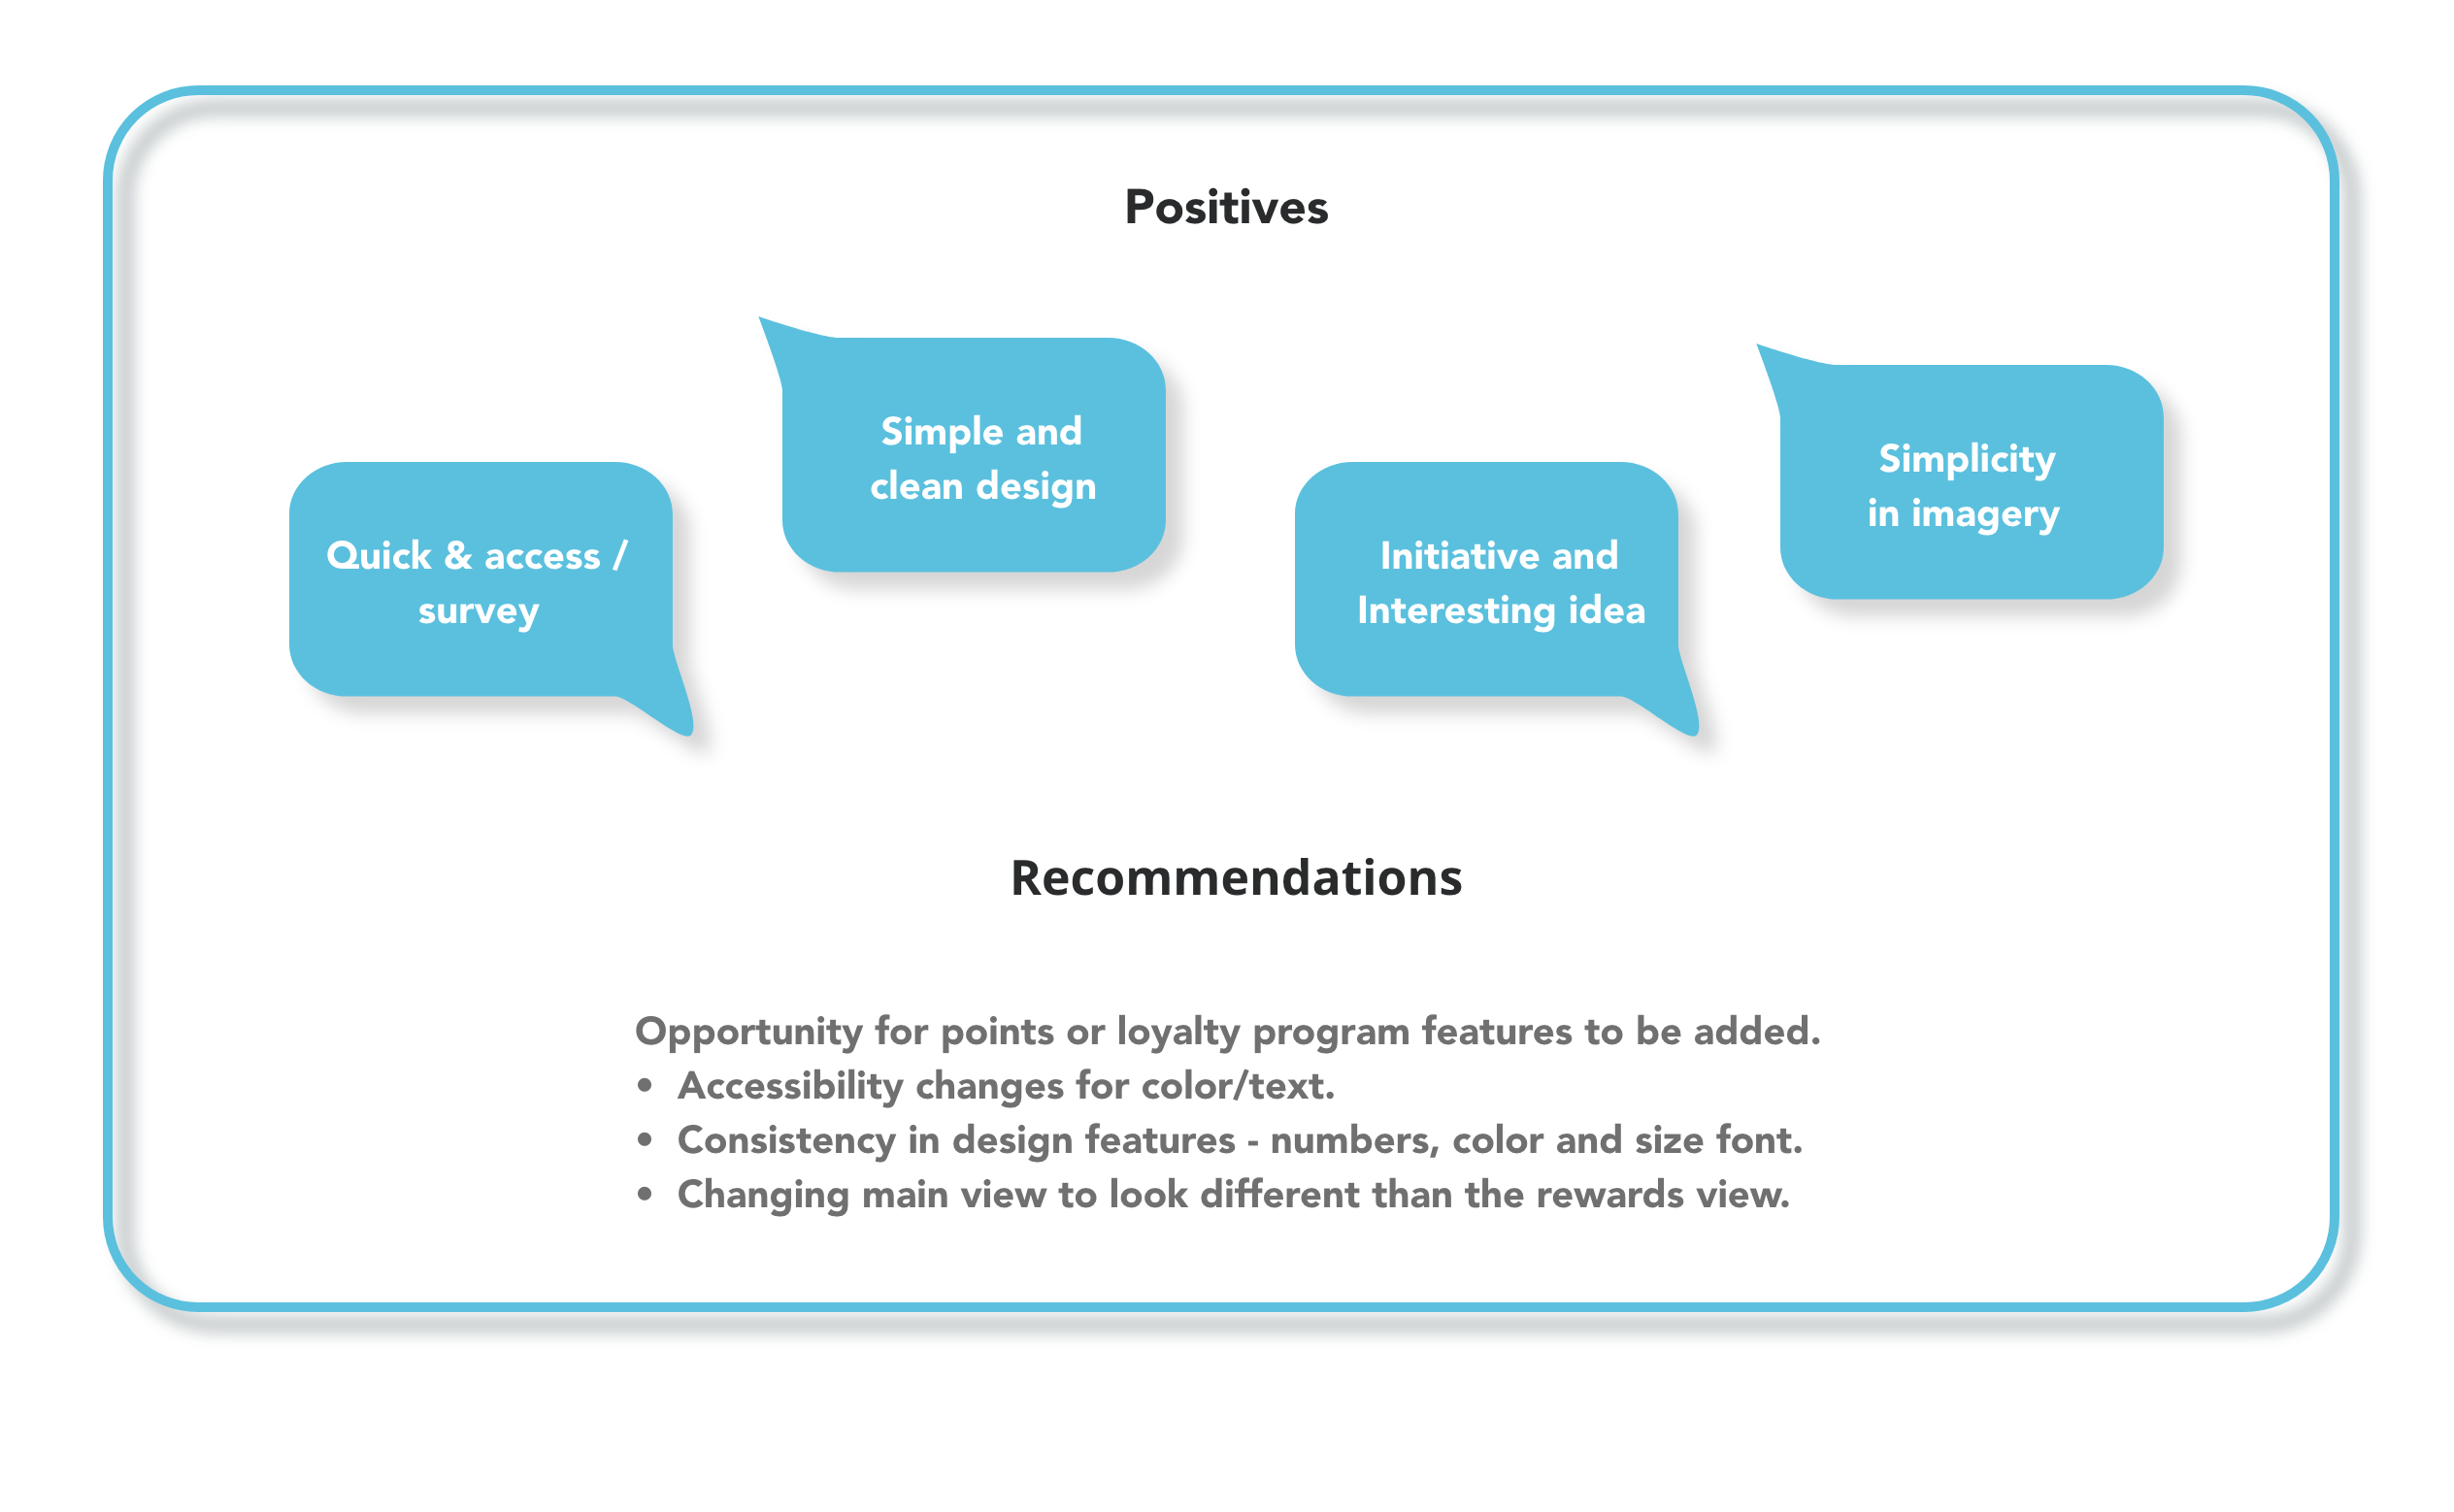 Positives
Quick & access /
survey
Simple and
clean design
Initiative and
Interesting idea
Simplicity
in imagery
Recommendations
Opportunity for points or loyalty program features to be added.
• Accessibility changes for color/text.
• Consistency in design features - numbers, color and size font.
• Changing main view to look different than the rewards view.